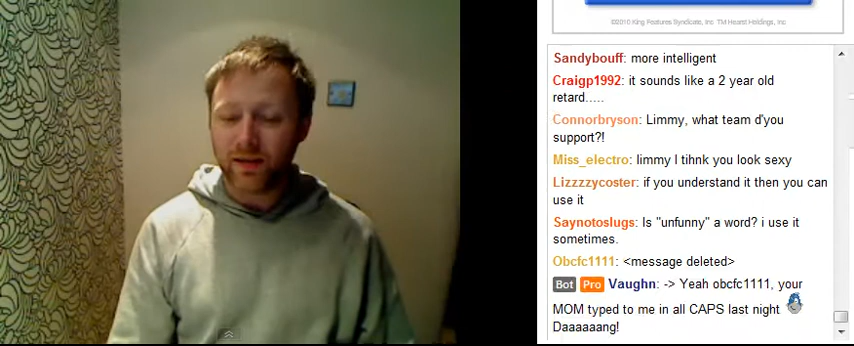 ©2010 King Features Syndicate, Inc TM Hearst Holdings, Inc
Sandybouff: more intelligent
Craigp1992: it sounds like a 2 year old
retard.....
Connorbryson: Limmy, what team d'you
support?!
Miss_electro: limmy I tihnk you look sexy
Lizzzzycoster: if you understand it then you can
use it
Saynotoslugs: Is "unfunny" a word? i use it
sometimes.
Obcfc1111: <message deleted>
Bot Pro Vaughn: -> Yeah obcfc1111, your
MOM typed to me in all CAPS last night
Daaaaaang!